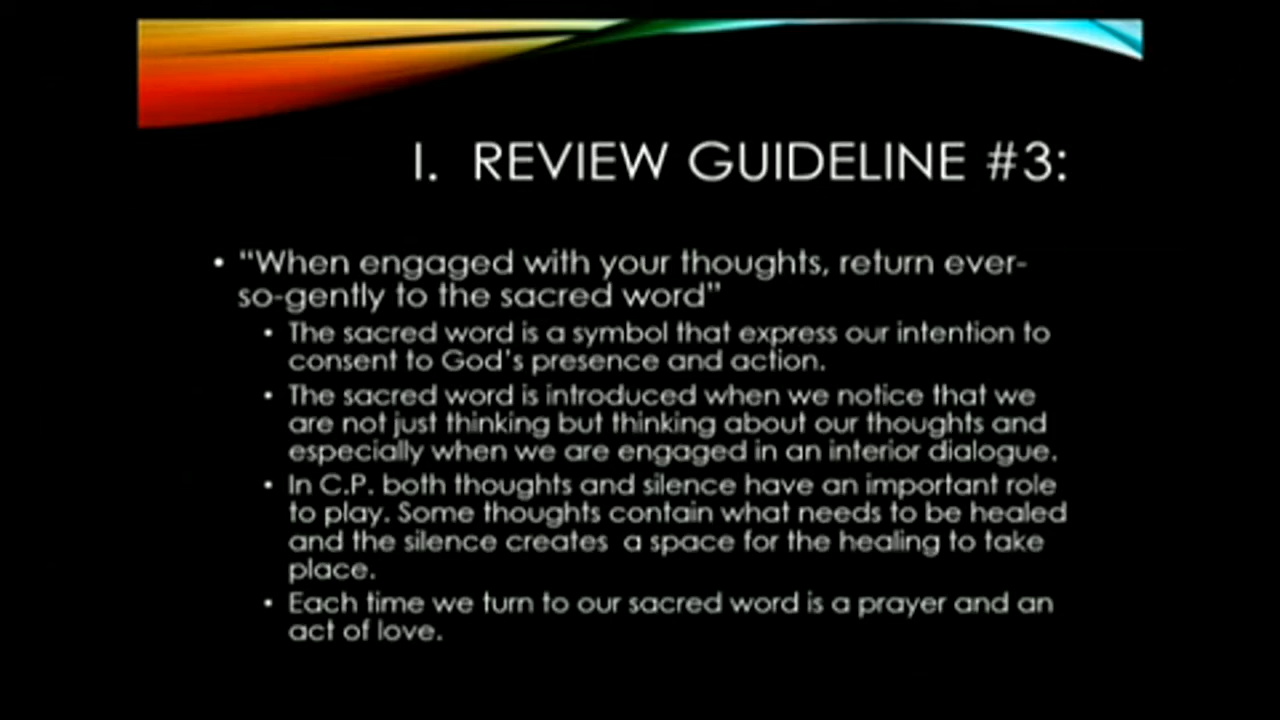 I. REVIEW GUIDELINE #3:
• “When engaged with your thoughts, return ever-
so-gently to the sacred word”
• The sacred word is a symbol that express our intention to
consent to God’s presence and action.
• The sacred word is introduced when we notice that we
are not just thinking but thinking about our thoughts and
especially when we are engaged in an interior dialogue.
• In C.P. both thoughts and silence have an important role
to play. Some thoughts contain what needs to be healed
and the silence creates  a space for the healing to take
place.
• Each time we turn to our sacred word is a prayer and an
act of love.